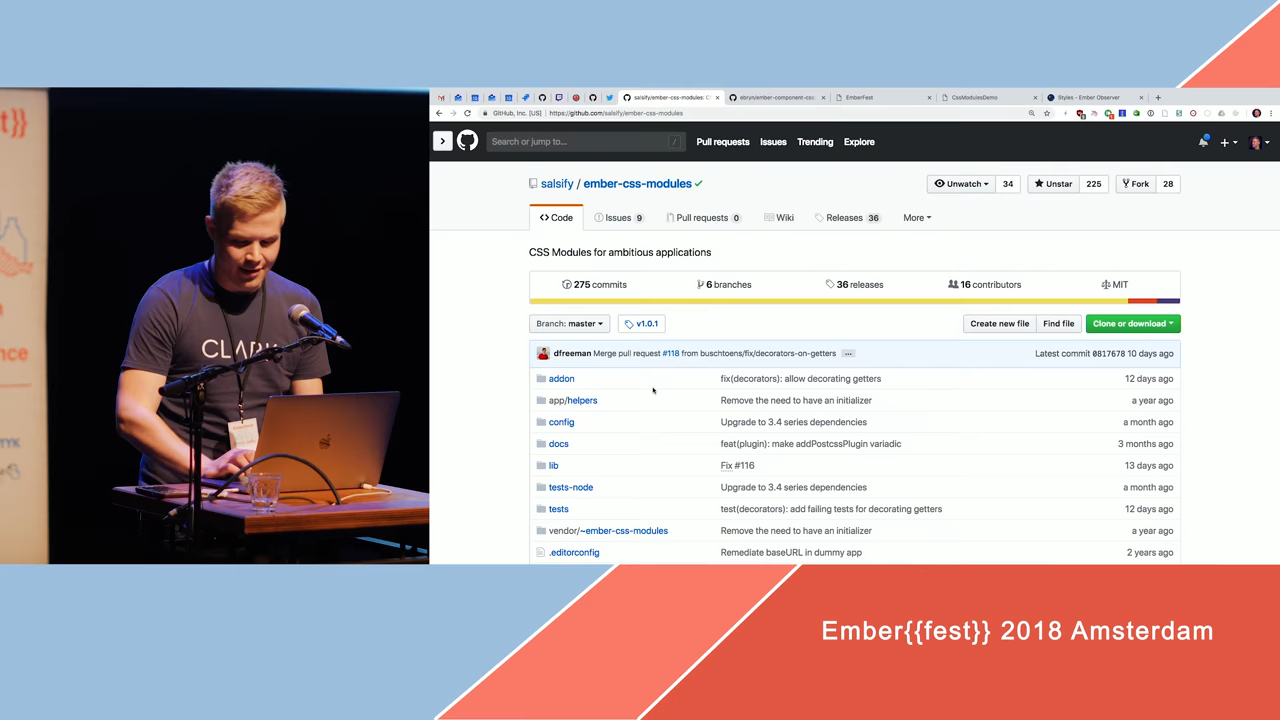 salsify/ember-css-modules: C
ebryn/ember-component-css:
EmberFest
CssModulesDemo
Styles - Ember Observer
GitHub, Inc. [US] | https://github.com/salsify/ember-css-modules
Search or jump to... /
Pull requests Issues Trending Explore
salsify / ember-css-modules
Unwatch 34 Unstar 225 Fork 28
Code Issues 9 Pull requests 0 Wiki Releases 36 More
CSS Modules for ambitious applications
275 commits 6 branches 36 releases 16 contributors MIT
Branch: master v1.0.1 Create new file Find file Clone or download
dfreeman Merge pull request #118 from buschtoens/fix/decorators-on-getters ... Latest commit 0817678 10 days ago
addon fix(decorators): allow decorating getters 12 days ago
app/helpers Remove the need to have an initializer a year ago
config Upgrade to 3.4 series dependencies a month ago
docs feat(plugin): make addPostcssPlugin variadic 3 months ago
lib Fix #116 13 days ago
tests-node Upgrade to 3.4 series dependencies a month ago
tests test(decorators): add failing tests for decorating getters 12 days ago
vendor/~ember-css-modules Remove the need to have an initializer a year ago
.editorconfig Remediate baseURL in dummy app 2 years ago
CLARK
Ember{{fest}} 2018 Amsterdam